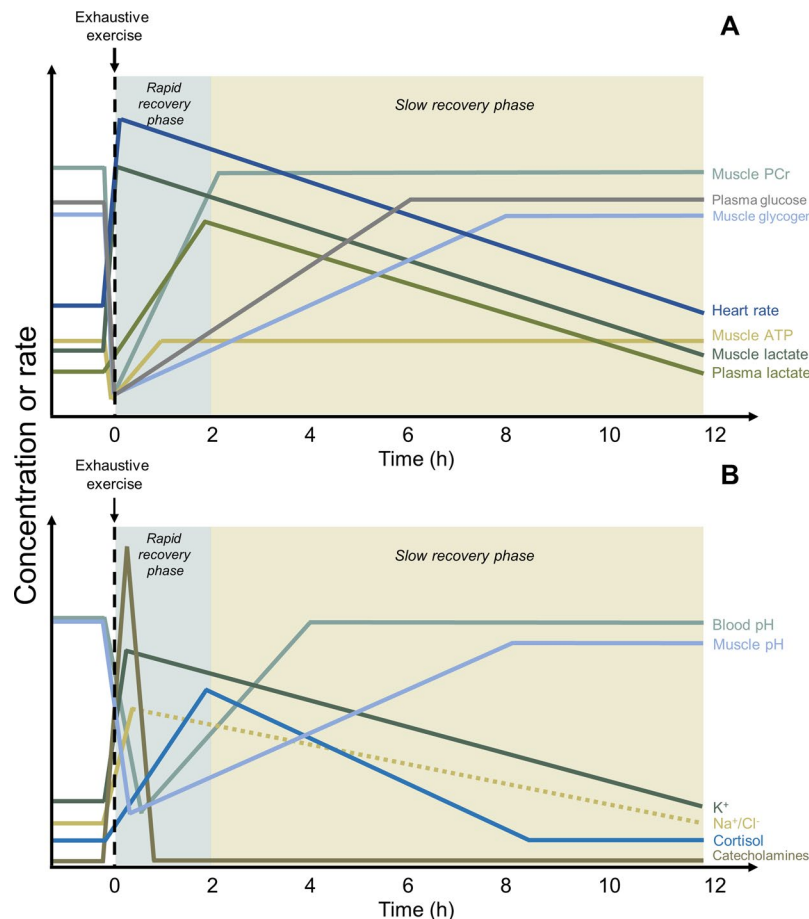 Exhaustive
exercise
A
Rapid
recovery
phase
Slow recovery phase
Muscle PCr
Plasma glucose
Muscle glycoger
Heart rate
Muscle ATP
Muscle lactate
Plasma lactate
0 2 4 6 8 10 12
Time (h)
Concentration or rate
Exhaustive
exercise
B
Rapid
recovery
phase
Slow recovery phase
Blood pH
Muscle pH
K⁺
Na⁺/Cl⁻
Cortisol
Catecholamines
0 2 4 6 8 10 12
Time (h)